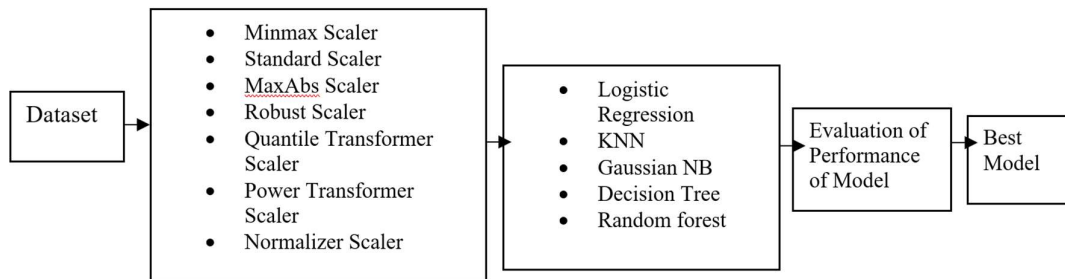 Dataset
• Minmax Scaler
• Standard Scaler
• MaxAbs Scaler
• Robust Scaler
• Quantile Transformer
Scaler
• Power Transformer
Scaler
• Normalizer Scaler
• Logistic
Regression
• KNN
• Gaussian NB
• Decision Tree
• Random forest
Evaluation of
Performance
of Model
Best
Model